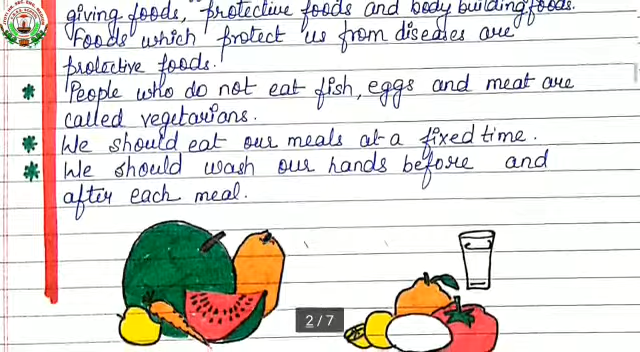 giving foods, protective foods and body building foods.
Foods which protect us from diseases are
protective foods.
* People who do not eat fish, eggs and meat are
called vegetarians.
* We should eat our meals at a fixed time.
* We should wash our hands before and
after each meal.
2/7